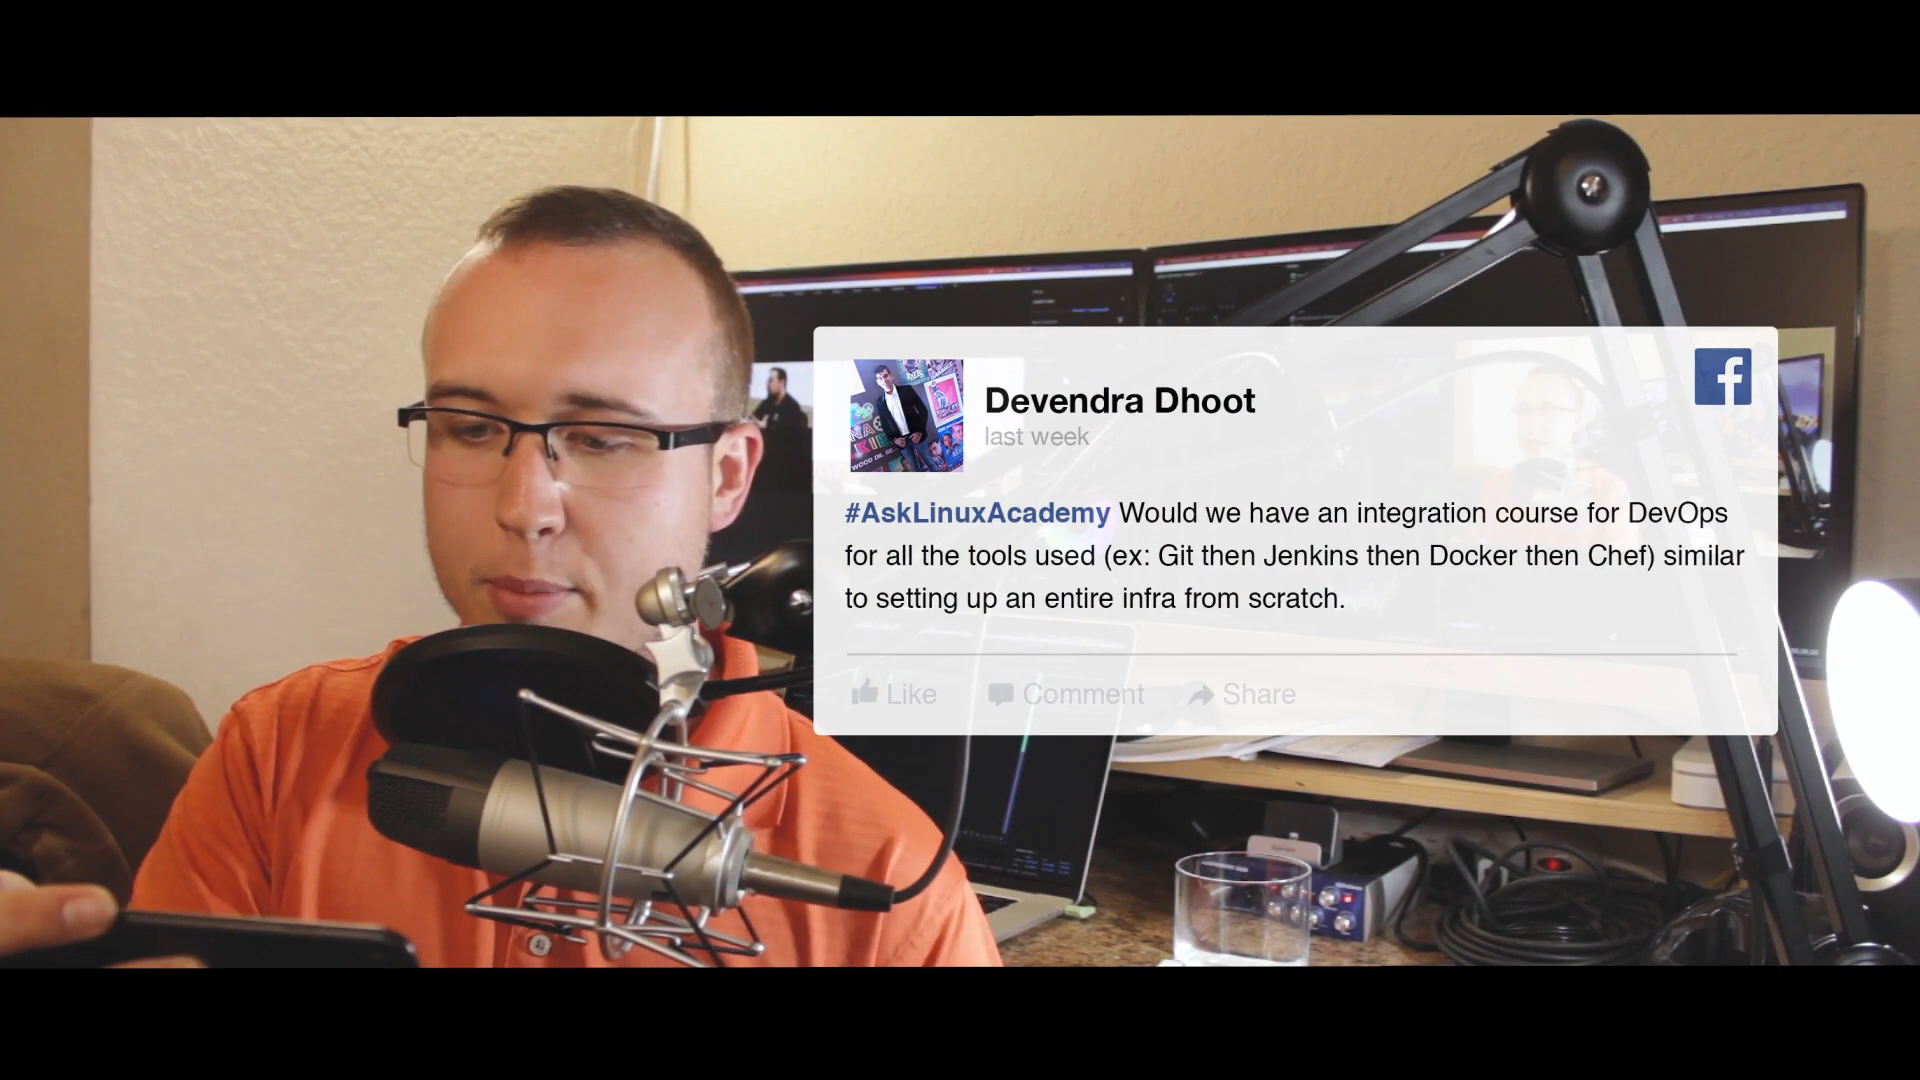 Devendra Dhoot
last week
#AskLinuxAcademy Would we have an integration course for DevOps
for all the tools used (ex: Git then Jenkins then Docker then Chef) similar
to setting up an entire infra from scratch.
Like Comment Share